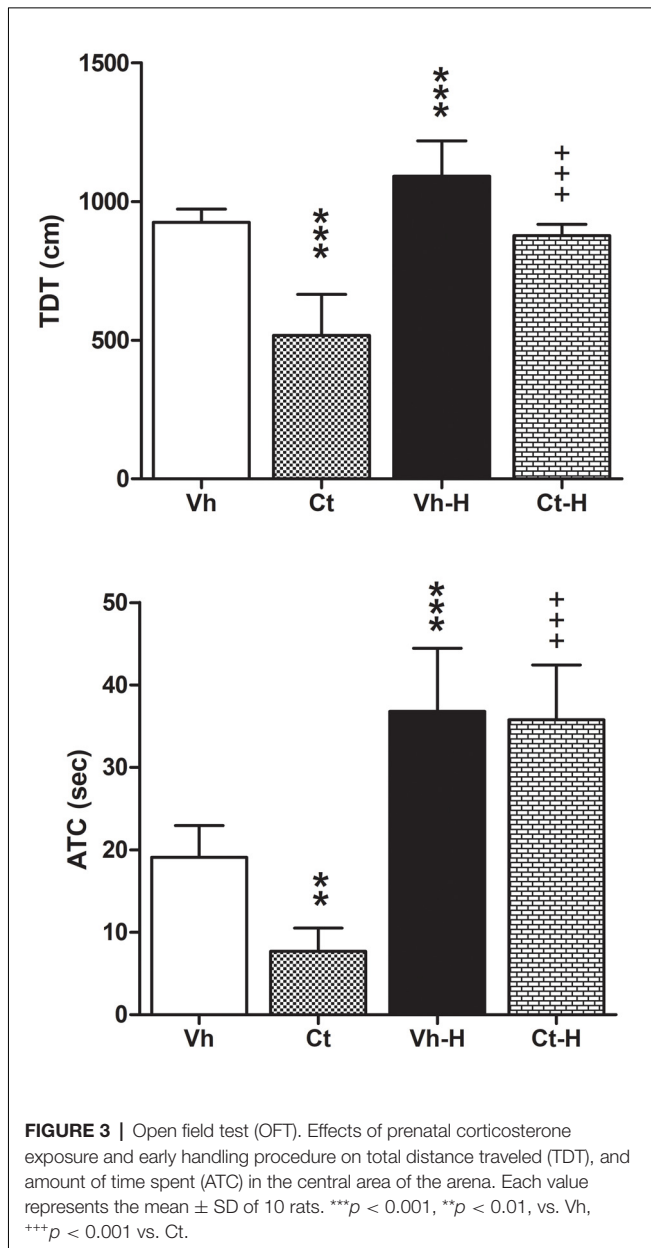 1500
***
***
+++
1000
TDT (cm)
500
0
Vh Ct Vh-H Ct-H
50
***
+++
40
30
ATC (sec)
20
**
10
0
Vh Ct Vh-H Ct-H
FIGURE 3 | Open field test (OFT). Effects of prenatal corticosterone
exposure and early handling procedure on total distance traveled (TDT), and
amount of time spent (ATC) in the central area of the arena. Each value
represents the mean ± SD of 10 rats. ***p < 0.001, **p < 0.01, vs. Vh,
+++p < 0.001 vs. Ct.